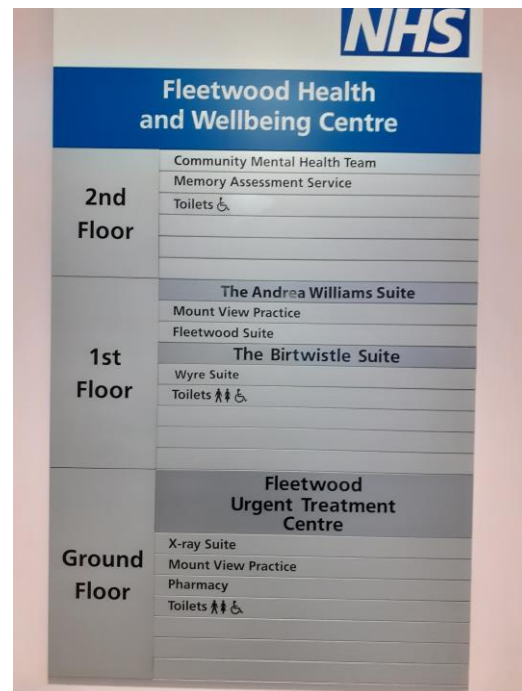 NHS
Fleetwood Health
and Wellbeing Centre
2nd
Floor
Community Mental Health Team
Memory Assessment Service
Toilets
1st
Floor
The Andrea Williams Suite
Mount View Practice
Fleetwood Suite
The Birtwistle Suite
Wyre Suite
Toilets
Ground
Floor
Fleetwood
Urgent Treatment
Centre
X-ray Suite
Mount View Practice
Pharmacy
Toilets